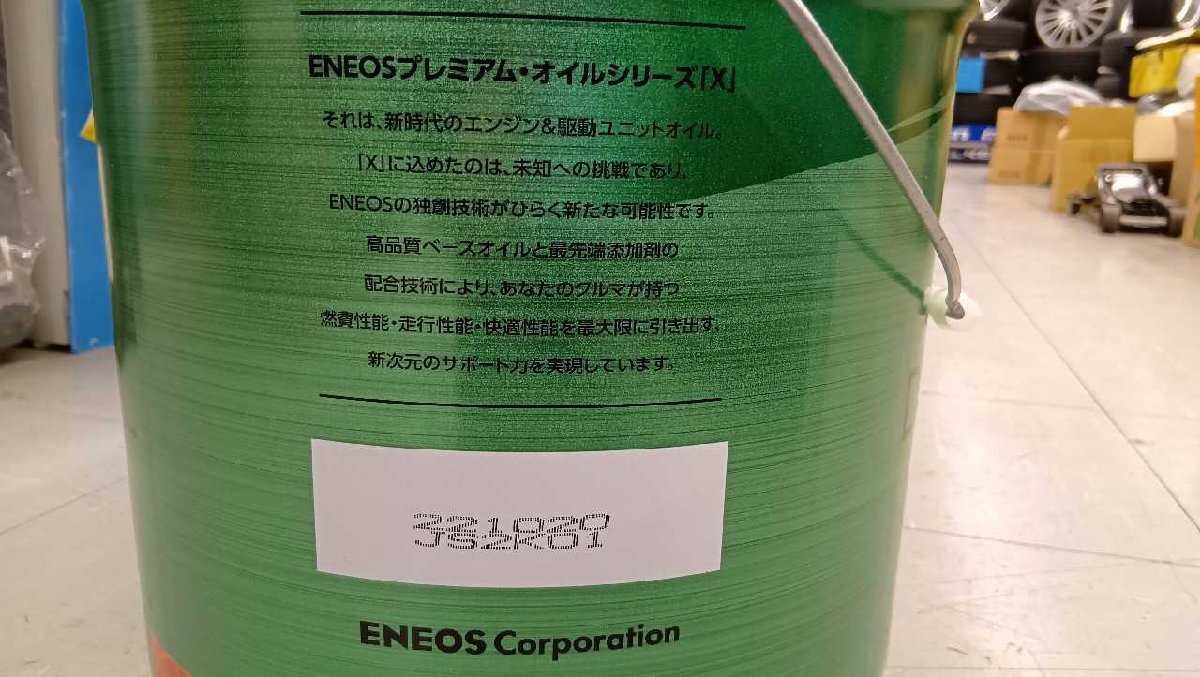 ENEOSプレミアム・オイルシリーズ「X」
それは、新時代のエンジン&駆動ユニットオイル。
「X」に込めたのは、未知への挑戦であり、
ENEOSの独創技術がひらく新たな可能性です。
高品質ベースオイルと最先端添加剤の
配合技術により、あなたのクルマが持つ
燃費性能・走行性能・快適性能を最大限に引き出す、
新次元のサポート力を実現しています。
221020
J62K01
ENEOS Corporation